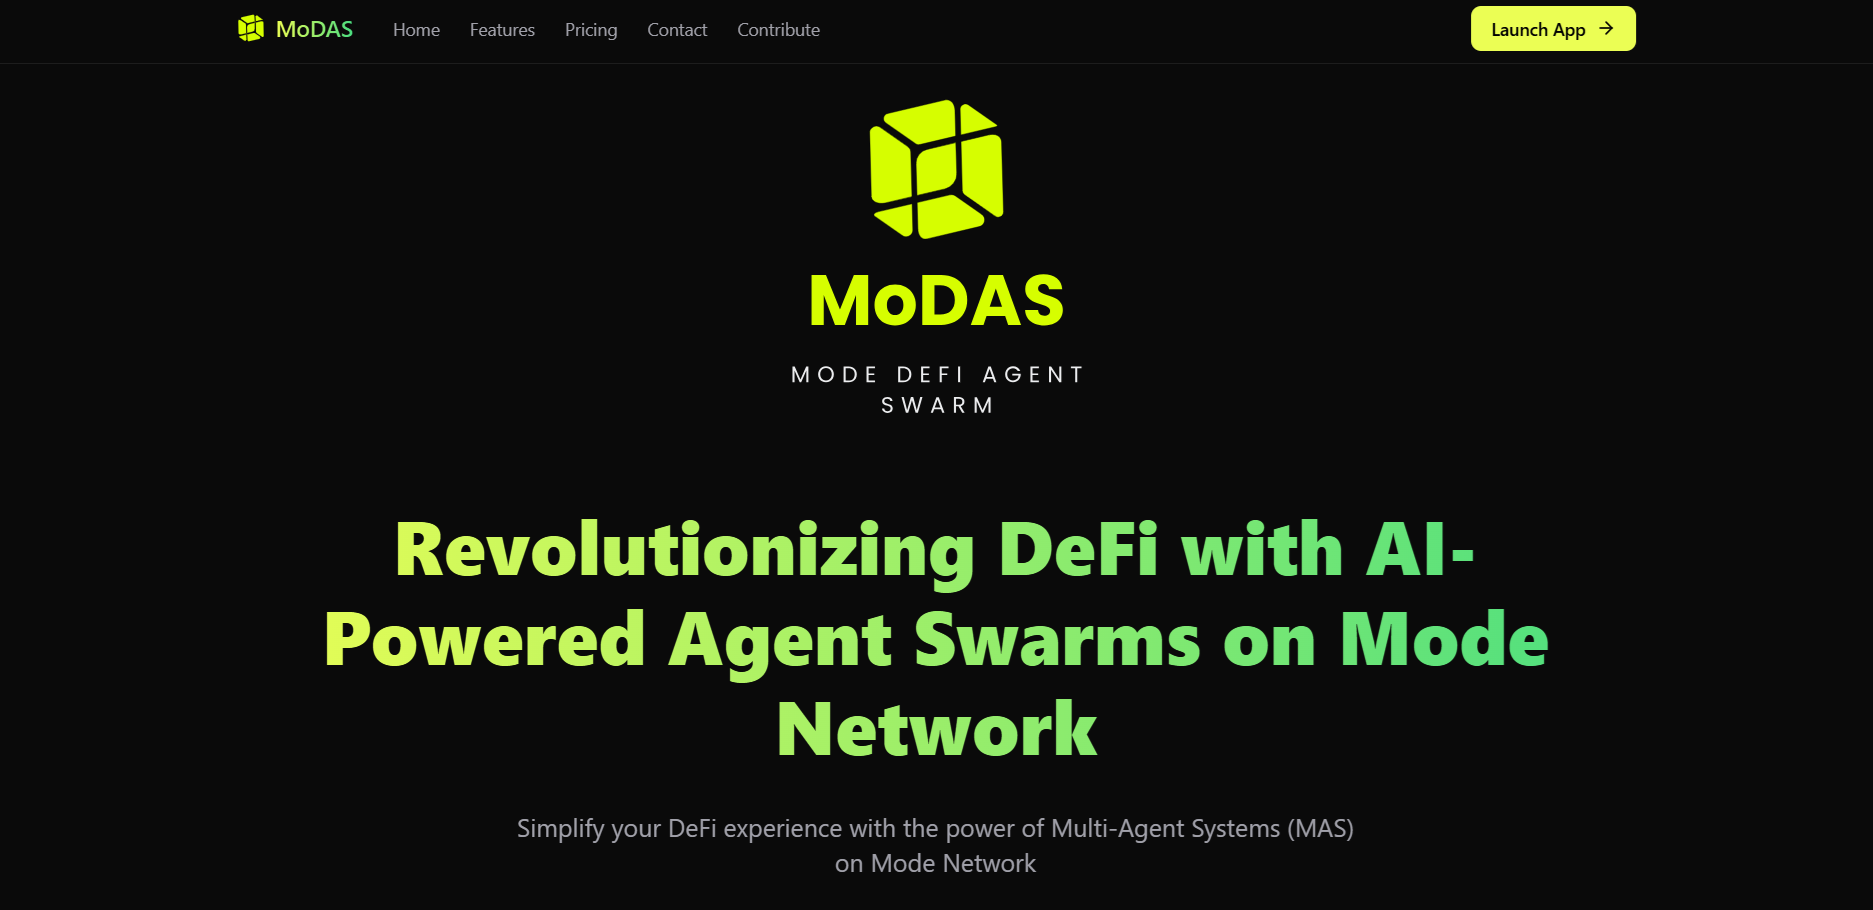 MoDAS Home Features Pricing Contact Contribute Launch App →
MoDAS
MODE DEFI AGENT
SWARM
Revolutionizing DeFi with AI-
Powered Agent Swarms on Mode
Network
Simplify your DeFi experience with the power of Multi-Agent Systems (MAS)
on Mode Network